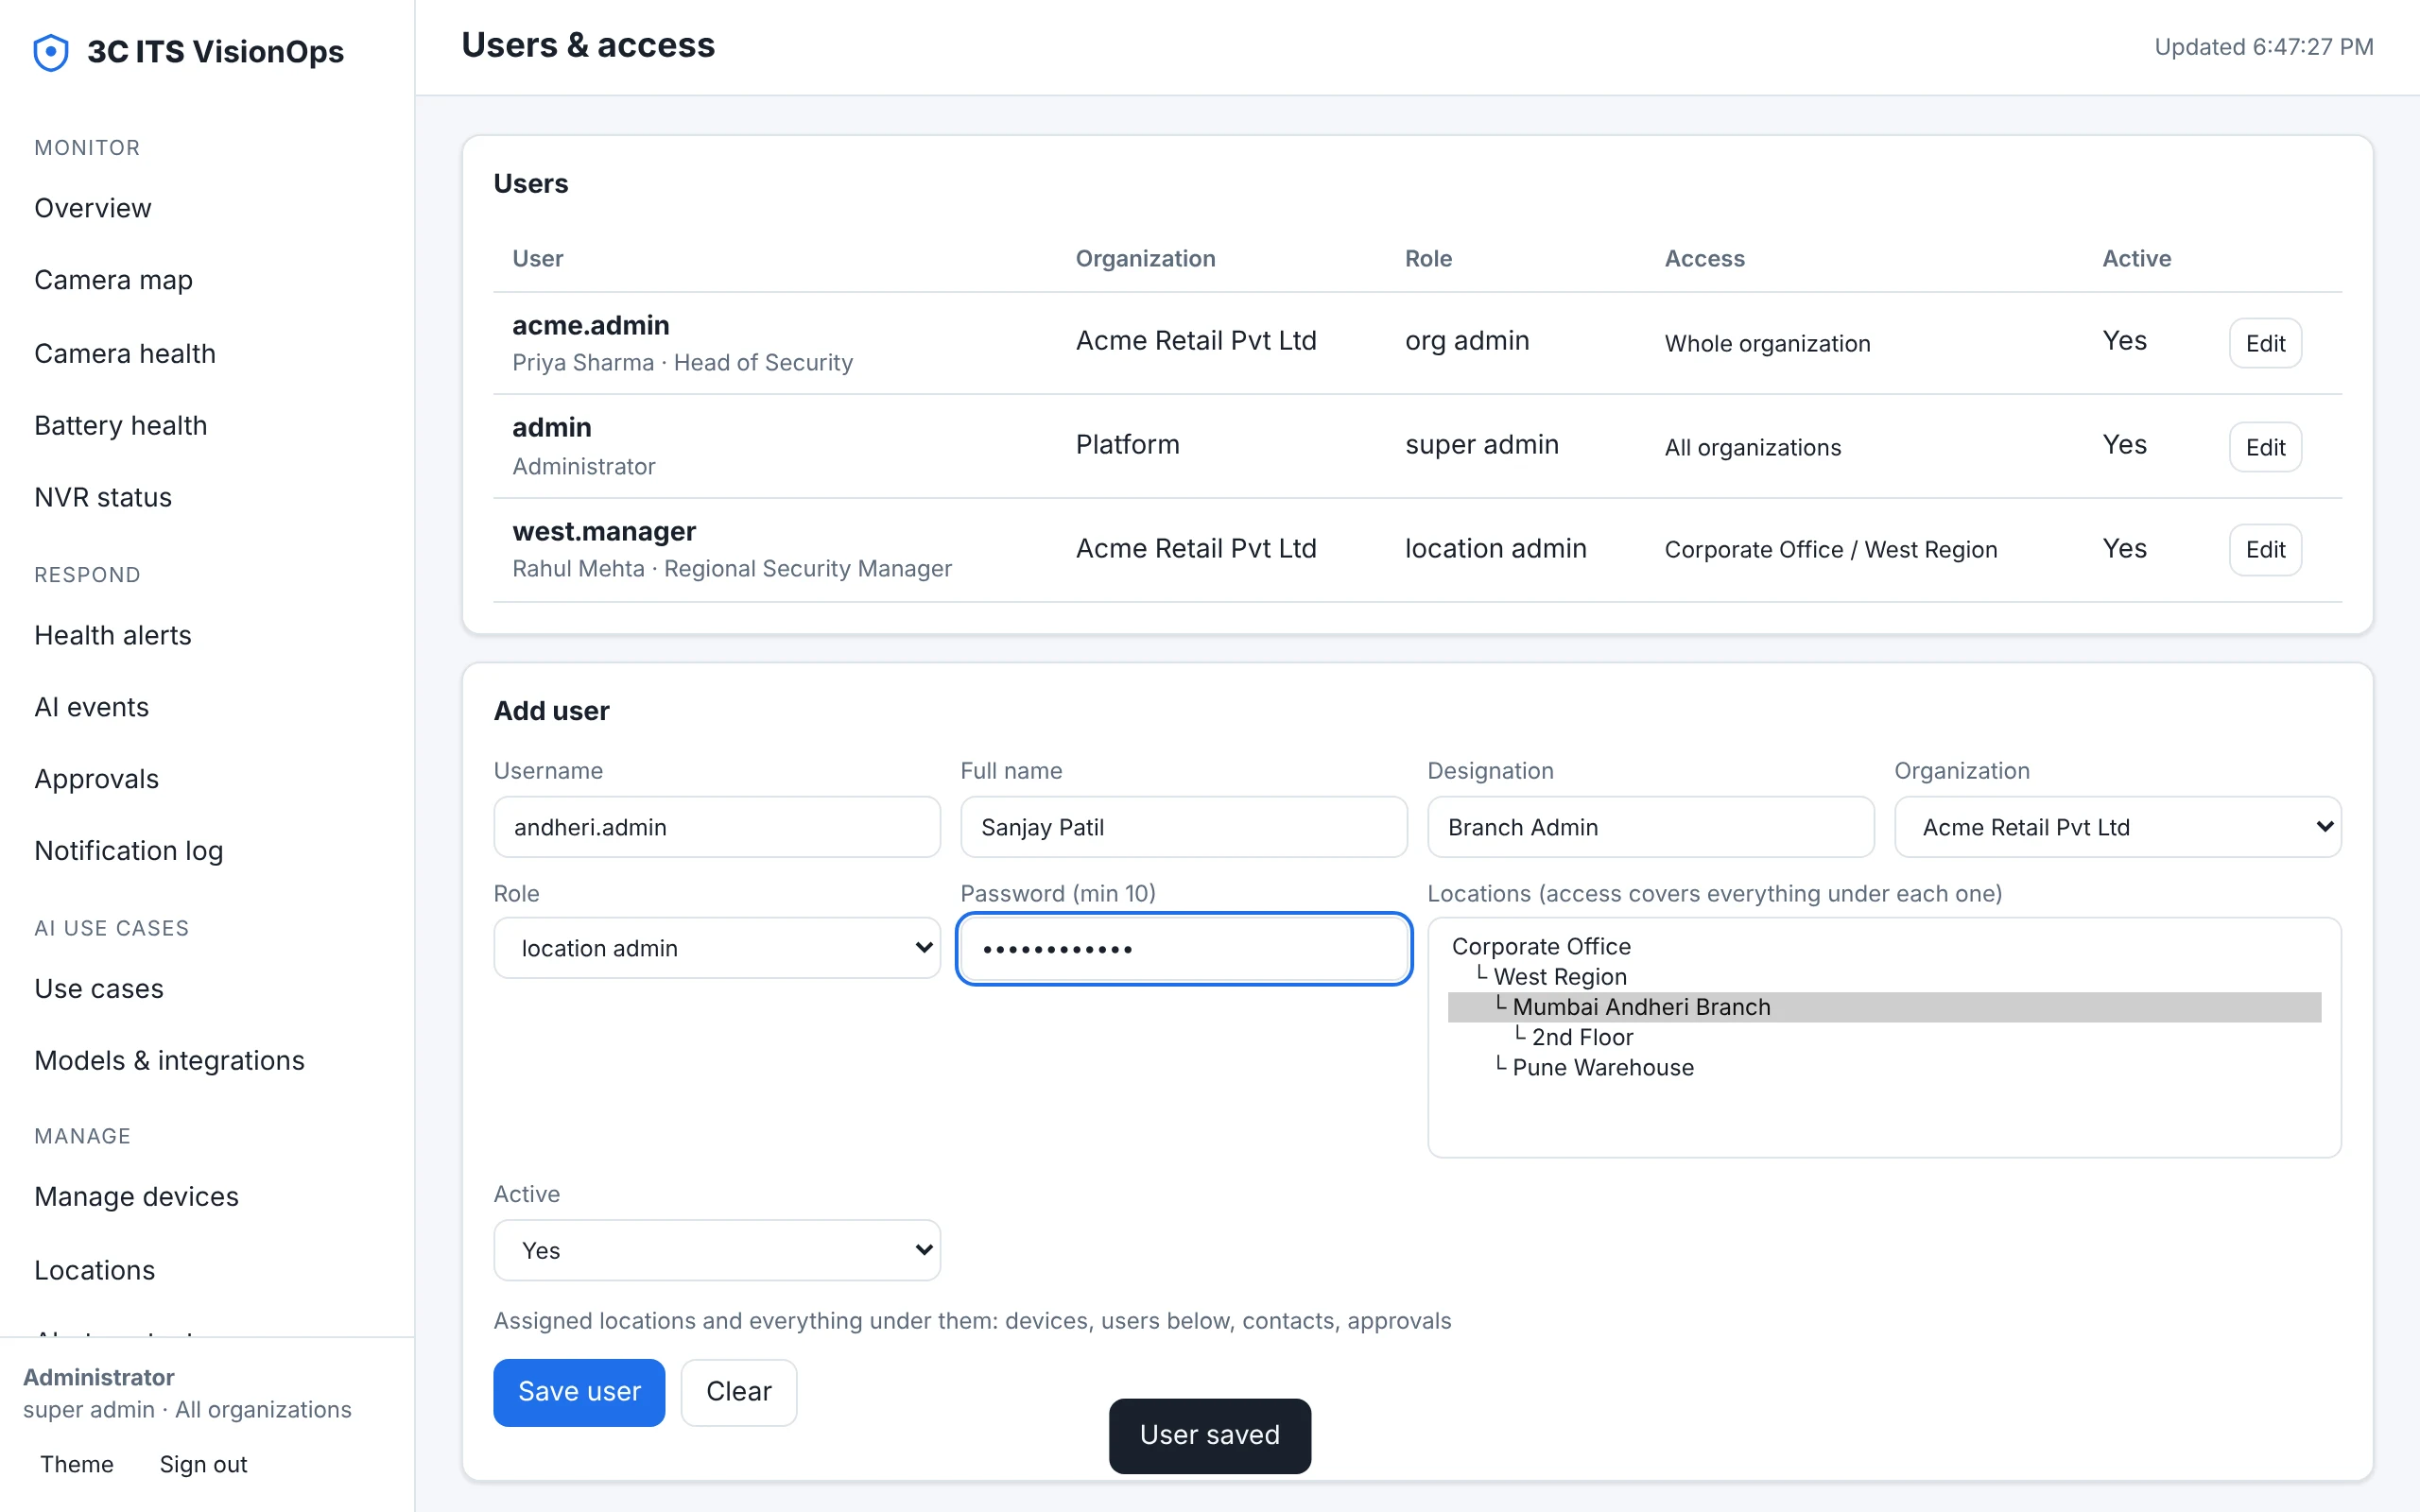 3C ITS VisionOps
MONITOR
Overview
Camera map
Camera health
Battery health
NVR status
RESPOND
Health alerts
AI events
Approvals
Notification log
AI USE CASES
Use cases
Models & integrations
MANAGE
Manage devices
Locations
Administrator
super admin · All organizations
Theme Sign out
Users & access
Updated 6:47:27 PM
Users
User Organization Role Access Active
acme.admin
Priya Sharma · Head of Security
Acme Retail Pvt Ltd org admin Whole organization Yes Edit
admin
Administrator
Platform super admin All organizations Yes Edit
west.manager
Rahul Mehta · Regional Security Manager
Acme Retail Pvt Ltd location admin Corporate Office / West Region Yes Edit
Add user
Username Full name Designation Organization
andheri.admin Sanjay Patil Branch Admin Acme Retail Pvt Ltd
Role Password (min 10) Locations (access covers everything under each one)
location admin ••••••••••••
Corporate Office
└ West Region
└ Mumbai Andheri Branch
└ 2nd Floor
└ Pune Warehouse
Active
Yes
Assigned locations and everything under them: devices, users below, contacts, approvals
Save user Clear
User saved